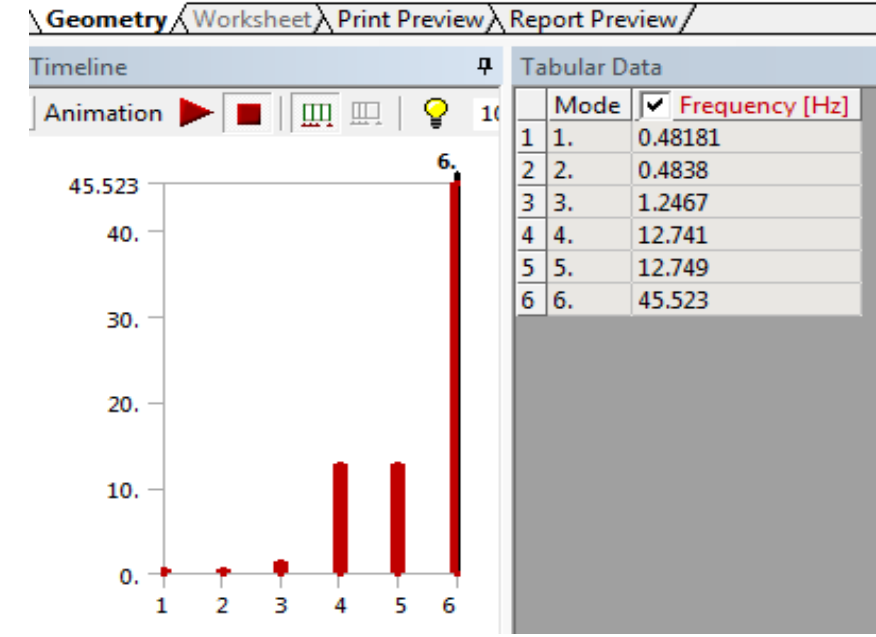 Geometry Worksheet Print Preview Report Preview
Timeline
Animation 10
6.
45.523
40.
30.
20.
10.
0.
1 2 3 4 5 6
Tabular Data
Mode Frequency [Hz]
1 1. 0.48181
2 2. 0.4838
3 3. 1.2467
4 4. 12.741
5 5. 12.749
6 6. 45.523